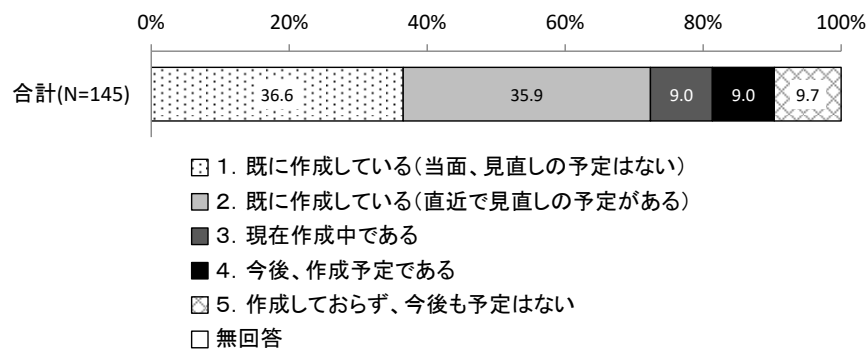 0% 20% 40% 60% 80% 100%
合計(N=145) 36.6 35.9 9.0 9.0 9.7
1．既に作成している（当面、見直しの予定はない）
2．既に作成している（直近で見直しの予定がある）
3．現在作成中である
4．今後、作成予定である
5．作成しておらず、今後も予定はない
無回答